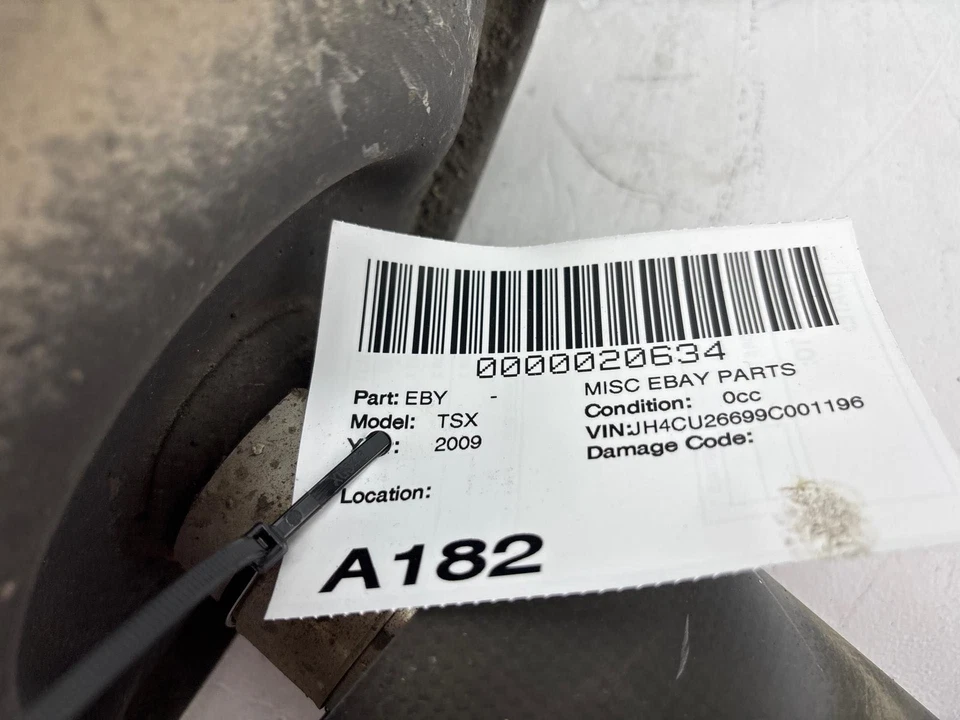 0000020634
Part: EBY -
MISC EBAY PARTS
Model: TSX
Condition: 0cc
2009
VIN:JH4CU26699C001196
Damage Code:
Location:
A182